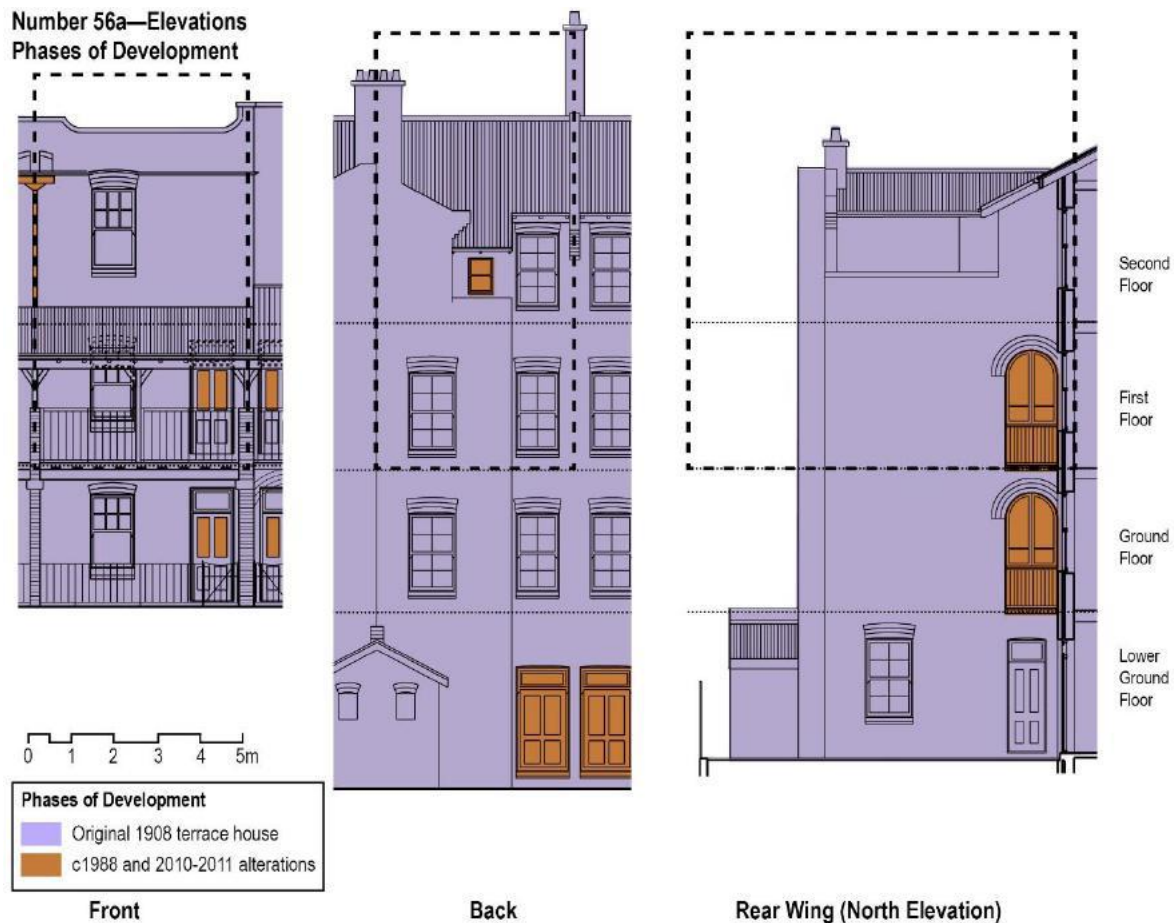 Number 56a—Elevations
Phases of Development
Second
Floor
First
Floor
Ground
Floor
Lower
Ground
Floor
0 1 2 3 4 5m
Phases of Development
Original 1908 terrace house
c1988 and 2010-2011 alterations
Front
Back
Rear Wing (North Elevation)